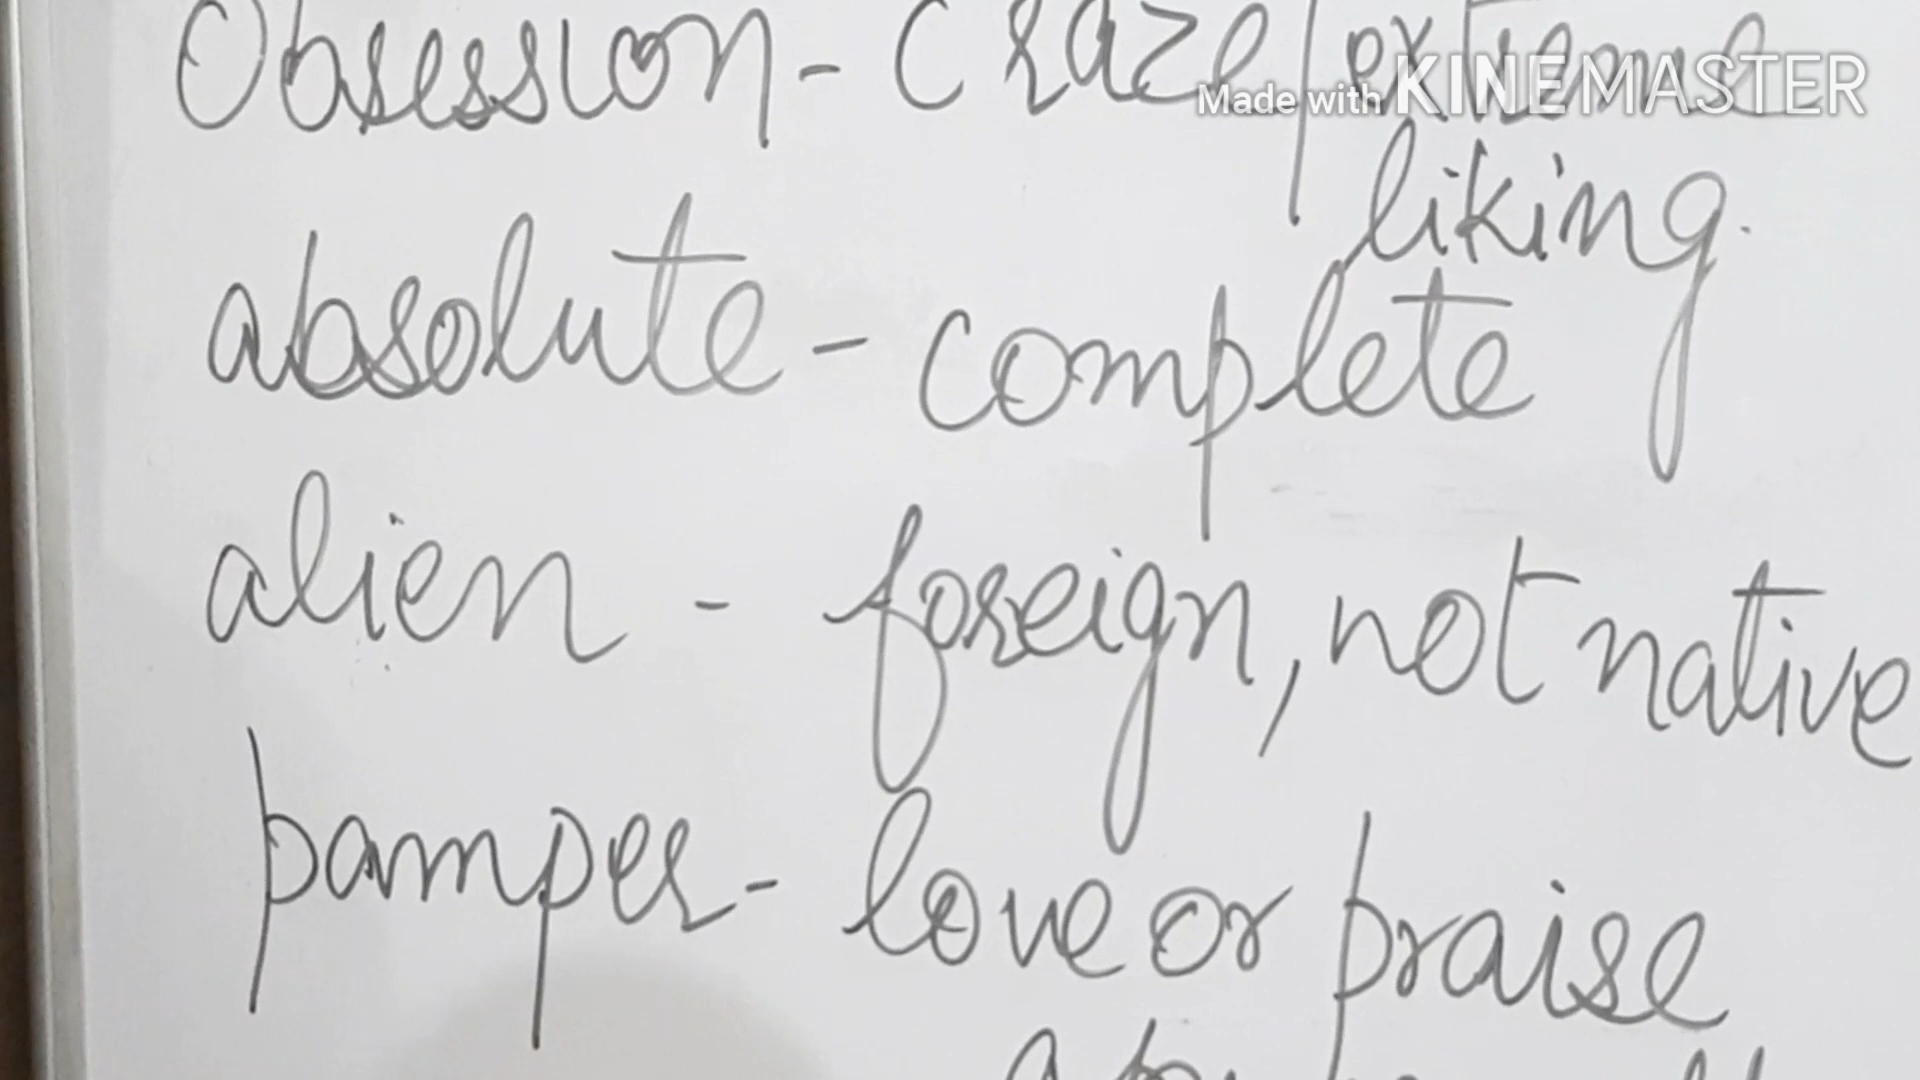 Obsession - Craze/extreme
Made with KINEMASTER
liking.
absolute - complete
alien - foreign, not native
pamper - love or praise